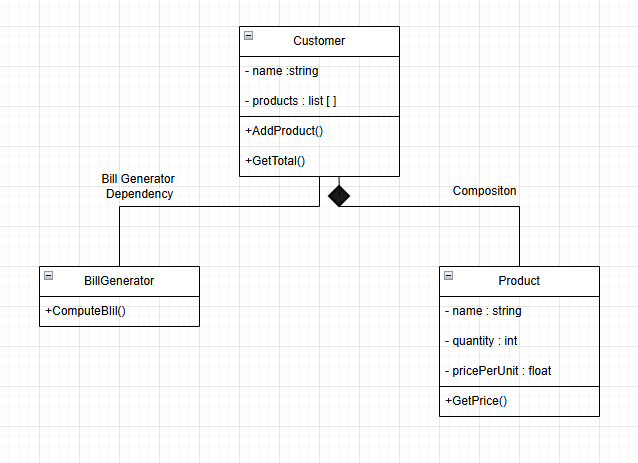 Customer
- name :string
- products : list [ ]
+AddProduct()
+GetTotal()
Bill Generator
Dependency
Compositon
BillGenerator
+ComputeBlil()
Product
- name : string
- quantity : int
- pricePerUnit : float
+GetPrice()